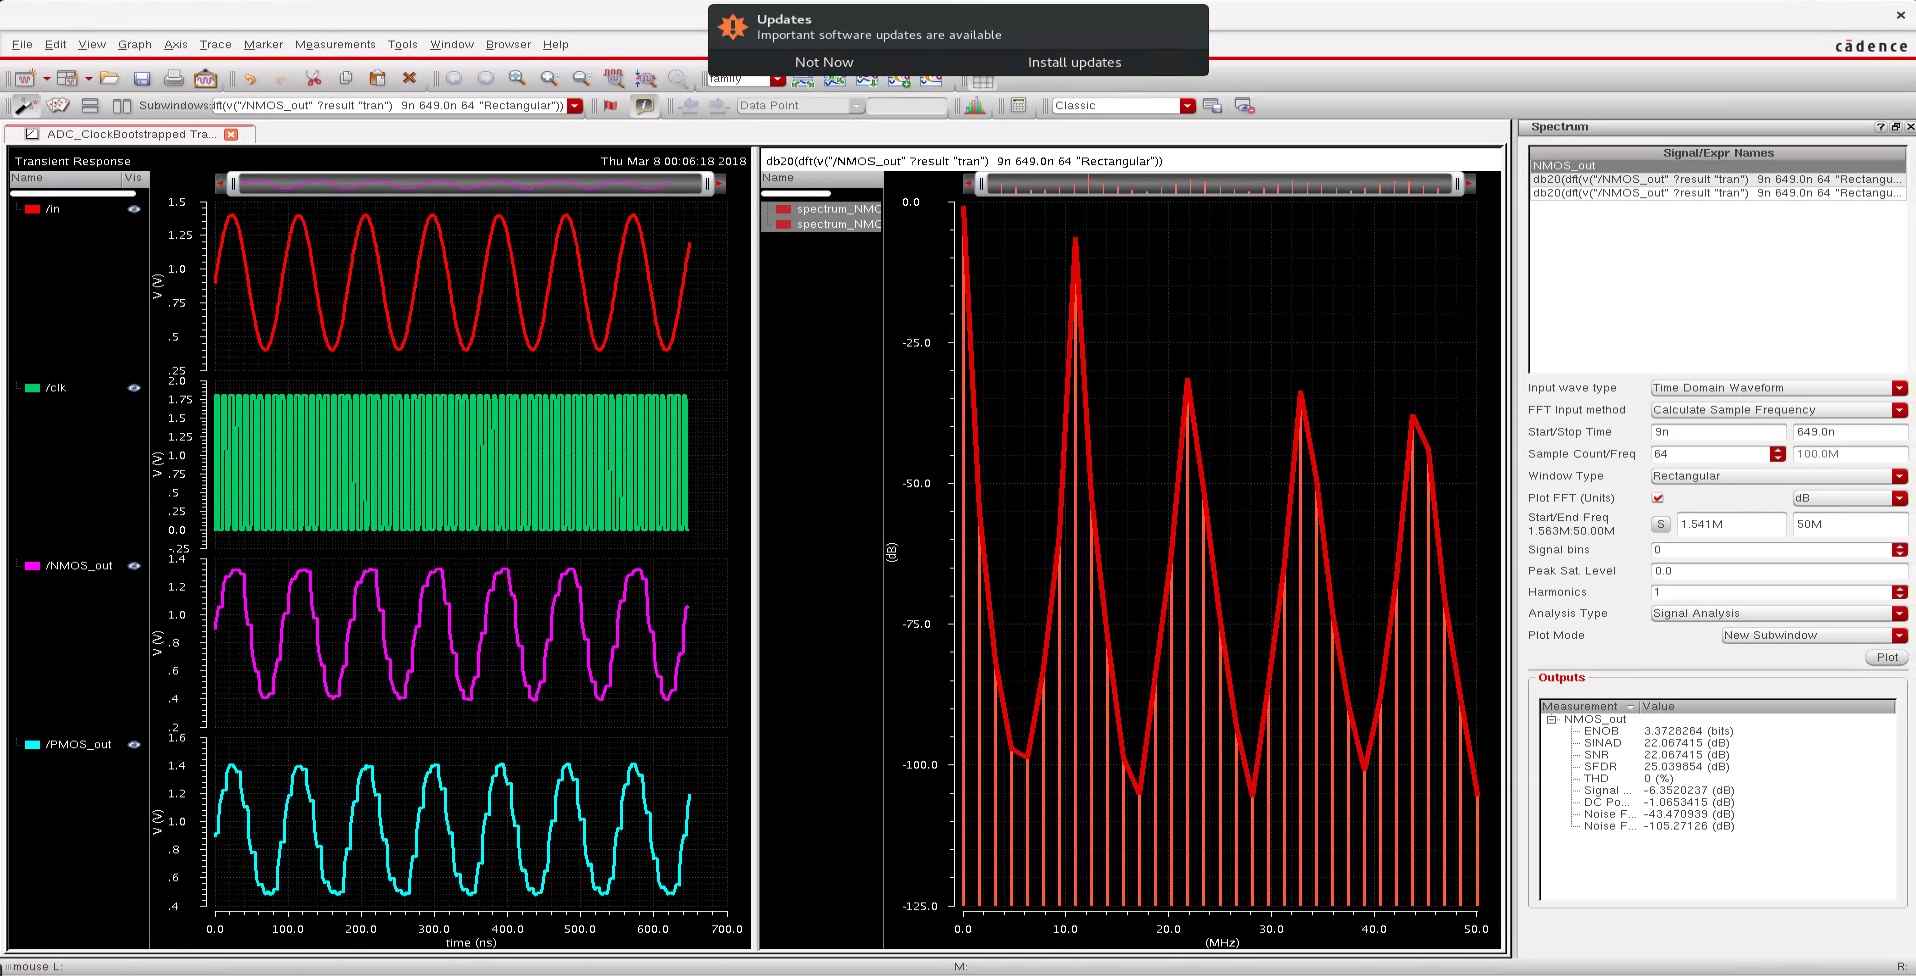 Updates
Important software updates are available
Not Now
Install updates
File Edit View Graph Axis Trace Marker Measurements Tools Window Browser Help
cādence
family
Subwindows: ift(v("/NMOS_out" ?result "tran") 9n 649.0n 64 "Rectangular"))
Data Point
Classic
ADC_ClockBootstrapped Tra...
Transient Response
Thu Mar 8 00:06:18 2018
Name Vis
/in
1.5
1.25
1.0
.75
.5
.25
V (V)
/clk
2.0
1.75
1.5
1.25
1.0
.75
.5
.25
0.0
-.25
V (V)
/NMOS_out
1.4
1.2
1.0
.8
.6
.4
.2
V (V)
/PMOS_out
1.6
1.4
1.2
1.0
.8
.6
.4
V (V)
0.0 100.0 200.0 300.0 400.0 500.0 600.0 700.0
time (ns)
db20(dft(v("/NMOS_out" ?result "tran") 9n 649.0n 64 "Rectangular"))
Name
spectrum_NMC
spectrum_NMC
0.0
-25.0
-50.0
-75.0
-100.0
-125.0
(dB)
0.0 10.0 20.0 30.0 40.0 50.0
(MHz)
Spectrum
Signal/Expr Names
NMOS_out
db20(dft(v("/NMOS_out" ?result "tran") 9n 649.0n 64 "Rectangu...
db20(dft(v("/NMOS_out" ?result "tran") 9n 649.0n 64 "Rectangu...
Input wave type Time Domain Waveform
FFT Input method Calculate Sample Frequency
Start/Stop Time 9n 649.0n
Sample Count/Freq 64 100.0M
Window Type Rectangular
Plot FFT (Units) dB
Start/End Freq
1.563M:50.00M S 1.541M 50M
Signal bins 0
Peak Sat. Level 0.0
Harmonics 1
Analysis Type Signal Analysis
Plot Mode New Subwindow
Plot
Outputs
Measurement Value
NMOS_out
ENOB 3.3728264 (bits)
SINAD 22.067415 (dB)
SNR 22.067415 (dB)
SFDR 25.039854 (dB)
THD 0 (%)
Signal ... -6.3520237 (dB)
DC Po... -1.0653415 (dB)
Noise F... -43.470939 (dB)
Noise F... -105.27126 (dB)
mouse L:
M:
R: